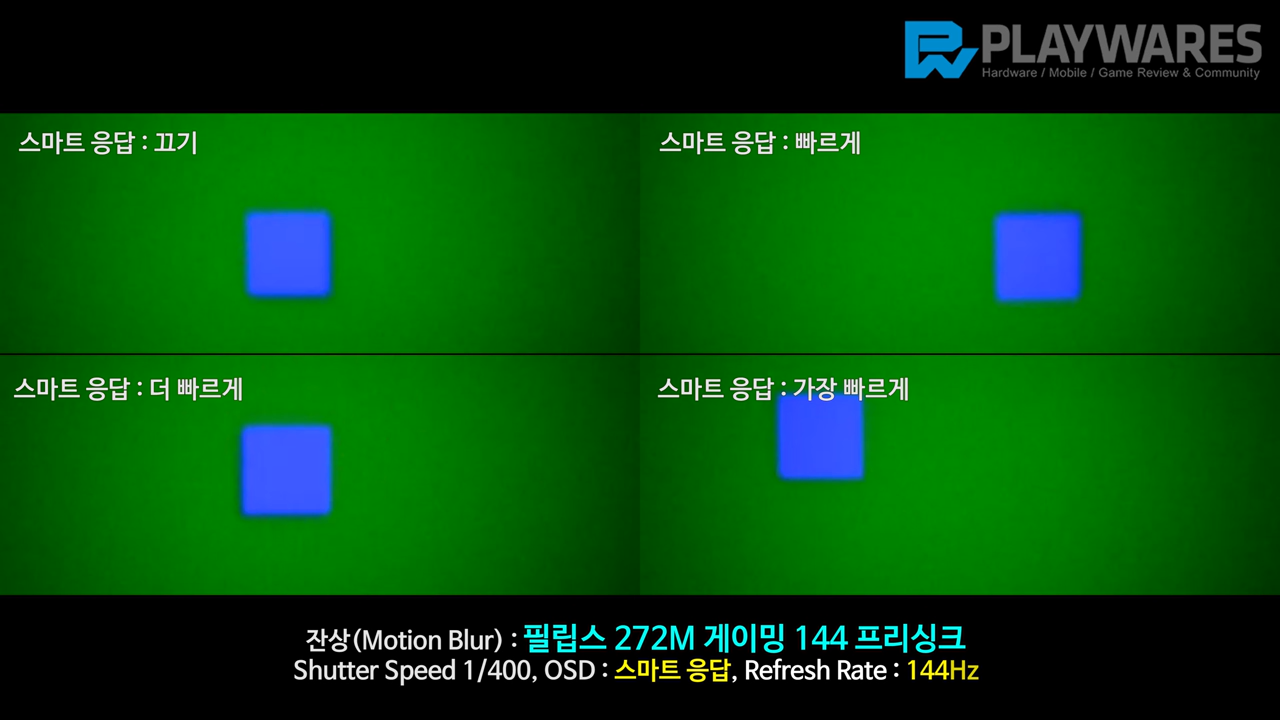 PLAYWARES
Hardware / Mobile / Game Review & Community
스마트 응답 : 끄기
스마트 응답 : 빠르게
스마트 응답 : 더 빠르게
스마트 응답 : 가장 빠르게
잔상(Motion Blur) : 필립스 272M 게이밍 144 프리싱크
Shutter Speed 1/400, OSD : 스마트 응답, Refresh Rate : 144Hz